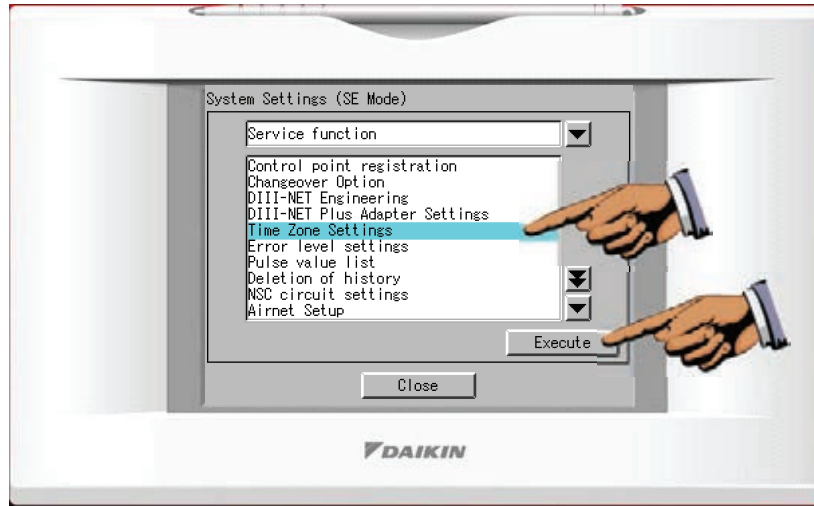 System Settings (SE Mode)
Service function
Control point registration
Changeover Option
DIII-NET Engineering
DIII-NET Plus Adapter Settings
Time Zone Settings
Error level settings
Pulse value list
Deletion of history
NSC circuit settings
Airnet Setup
Execute
Close
DAIKIN